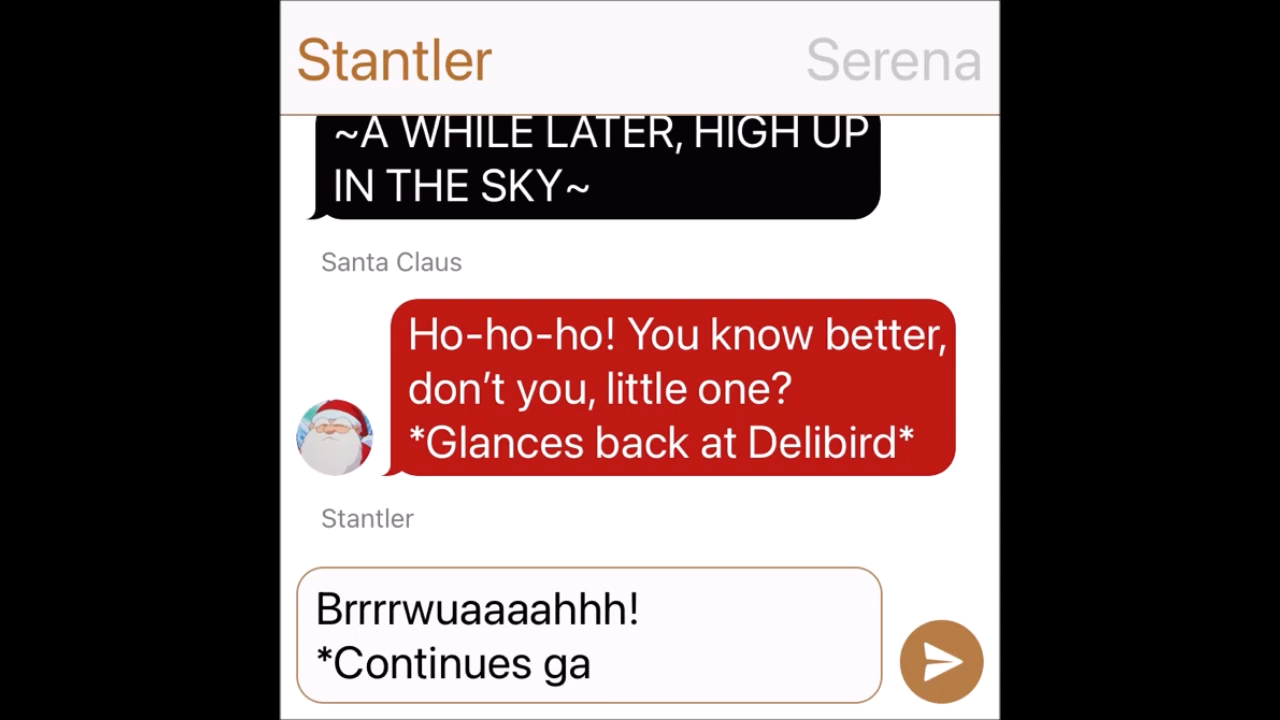 Stantler
Serena
~A WHILE LATER, HIGH UP
IN THE SKY~
Santa Claus
Ho-ho-ho! You know better,
don’t you, little one?
*Glances back at Delibird*
Stantler
Brrrrwuaaaahhh!
*Continues ga